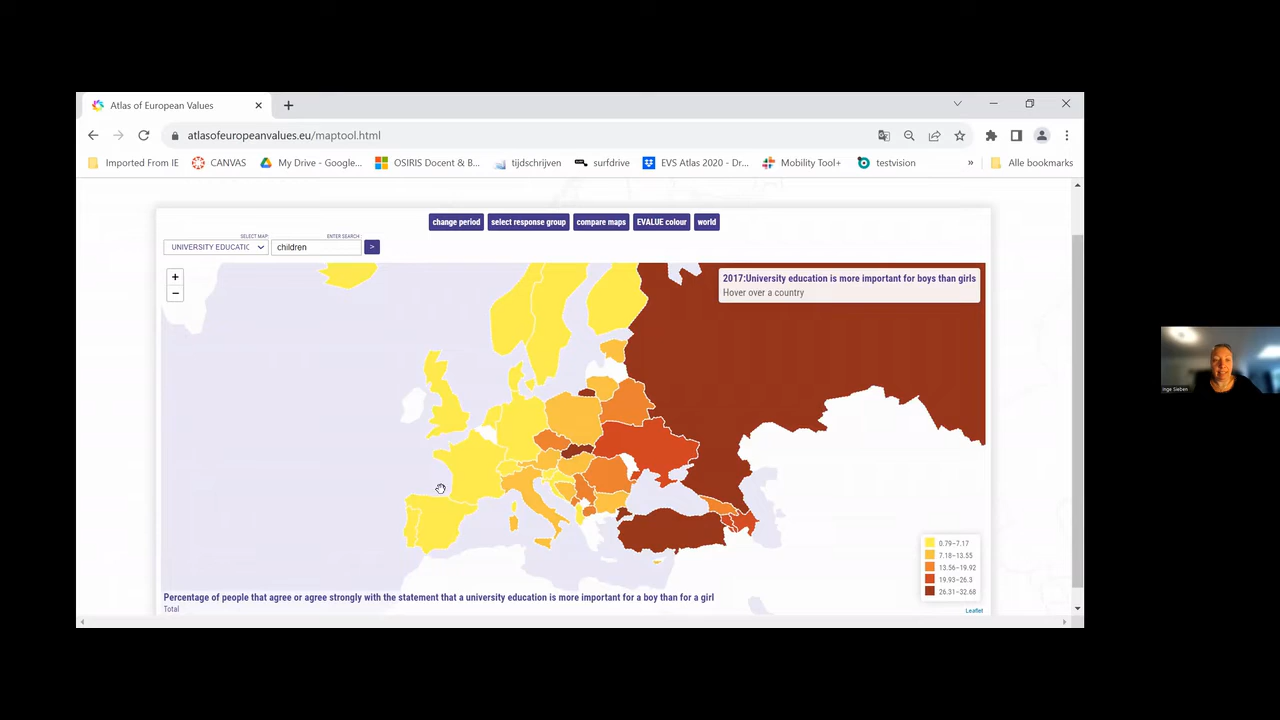 Atlas of European Values
atlasofeuropeanvalues.eu/maptool.html
Imported From IE
CANVAS
My Drive - Google...
OSIRIS Docent & B...
tijdschrijven
surfdrive
EVS Atlas 2020 - Dr...
Mobility Tool+
testvision
»
Alle bookmarks
change period
select response group
compare maps
EVALUE colour
world
SELECT MAP:
ENTER SEARCH:
UNIVERSITY EDUCATIC
children
>
+
−
2017:University education is more important for boys than girls
Hover over a country
0.79–7.17
7.18–13.55
13.56–19.92
19.93–26.3
26.31–32.68
Percentage of people that agree or agree strongly with the statement that a university education is more important for a boy than for a girl
Total
Leaflet
Inge Sieben